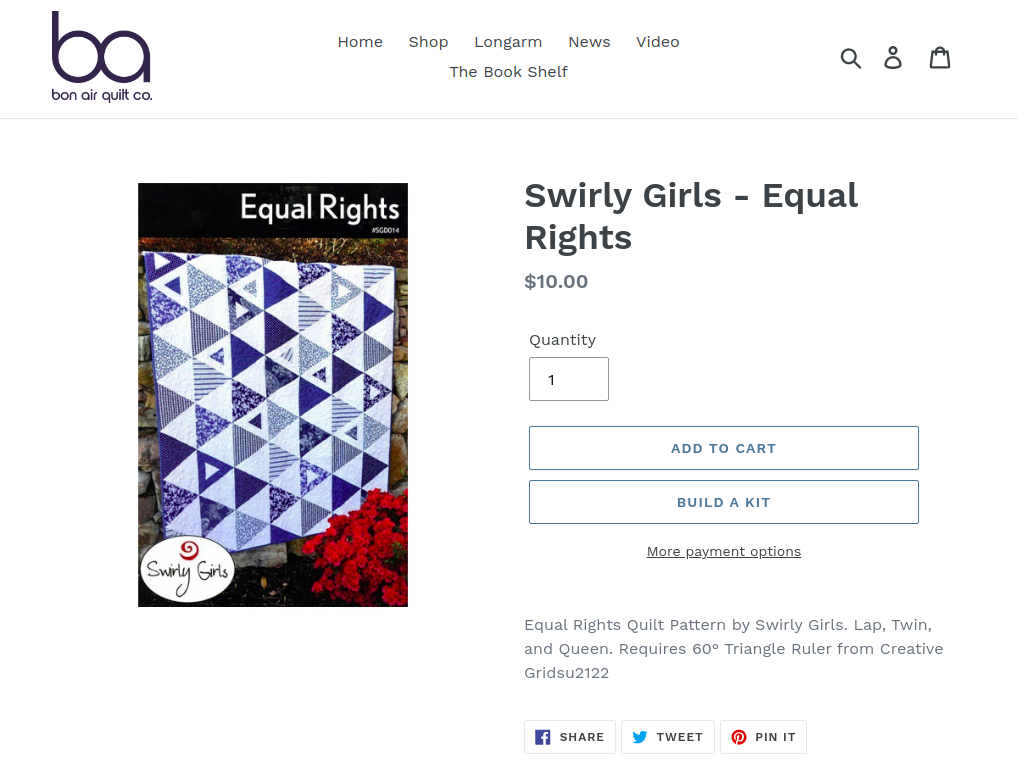 ba
bon air quilt co.
Home Shop Longarm News Video
The Book Shelf
Equal Rights
#SGD014
Swirly Girls
Swirly Girls - Equal
Rights
$10.00
Quantity
1
ADD TO CART
BUILD A KIT
More payment options
Equal Rights Quilt Pattern by Swirly Girls. Lap, Twin,
and Queen. Requires 60° Triangle Ruler from Creative
Gridsu2122
SHARE TWEET PIN IT